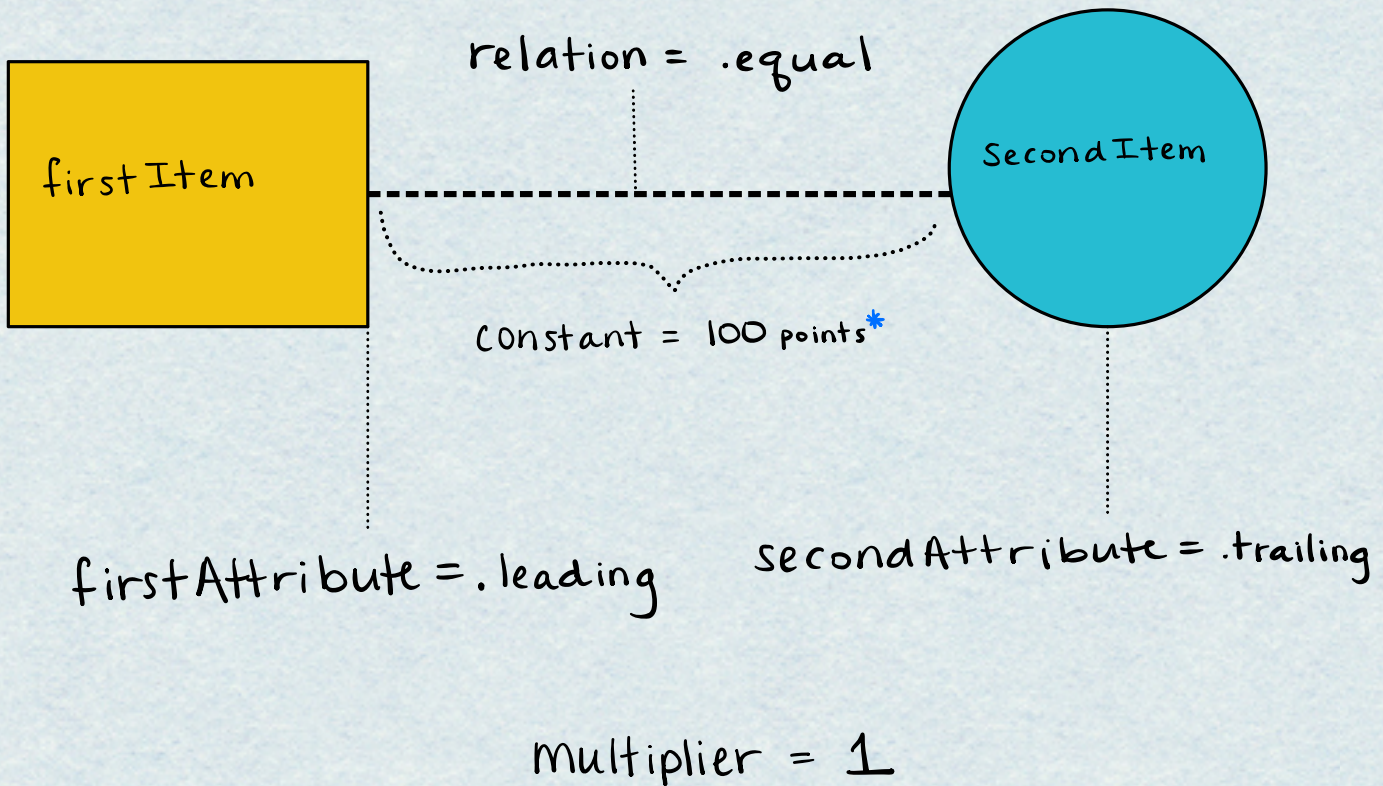 relation = .equal
firstItem
secondItem
constant = 100 points*
firstAttribute = .leading
secondAttribute = .trailing
multiplier = 1